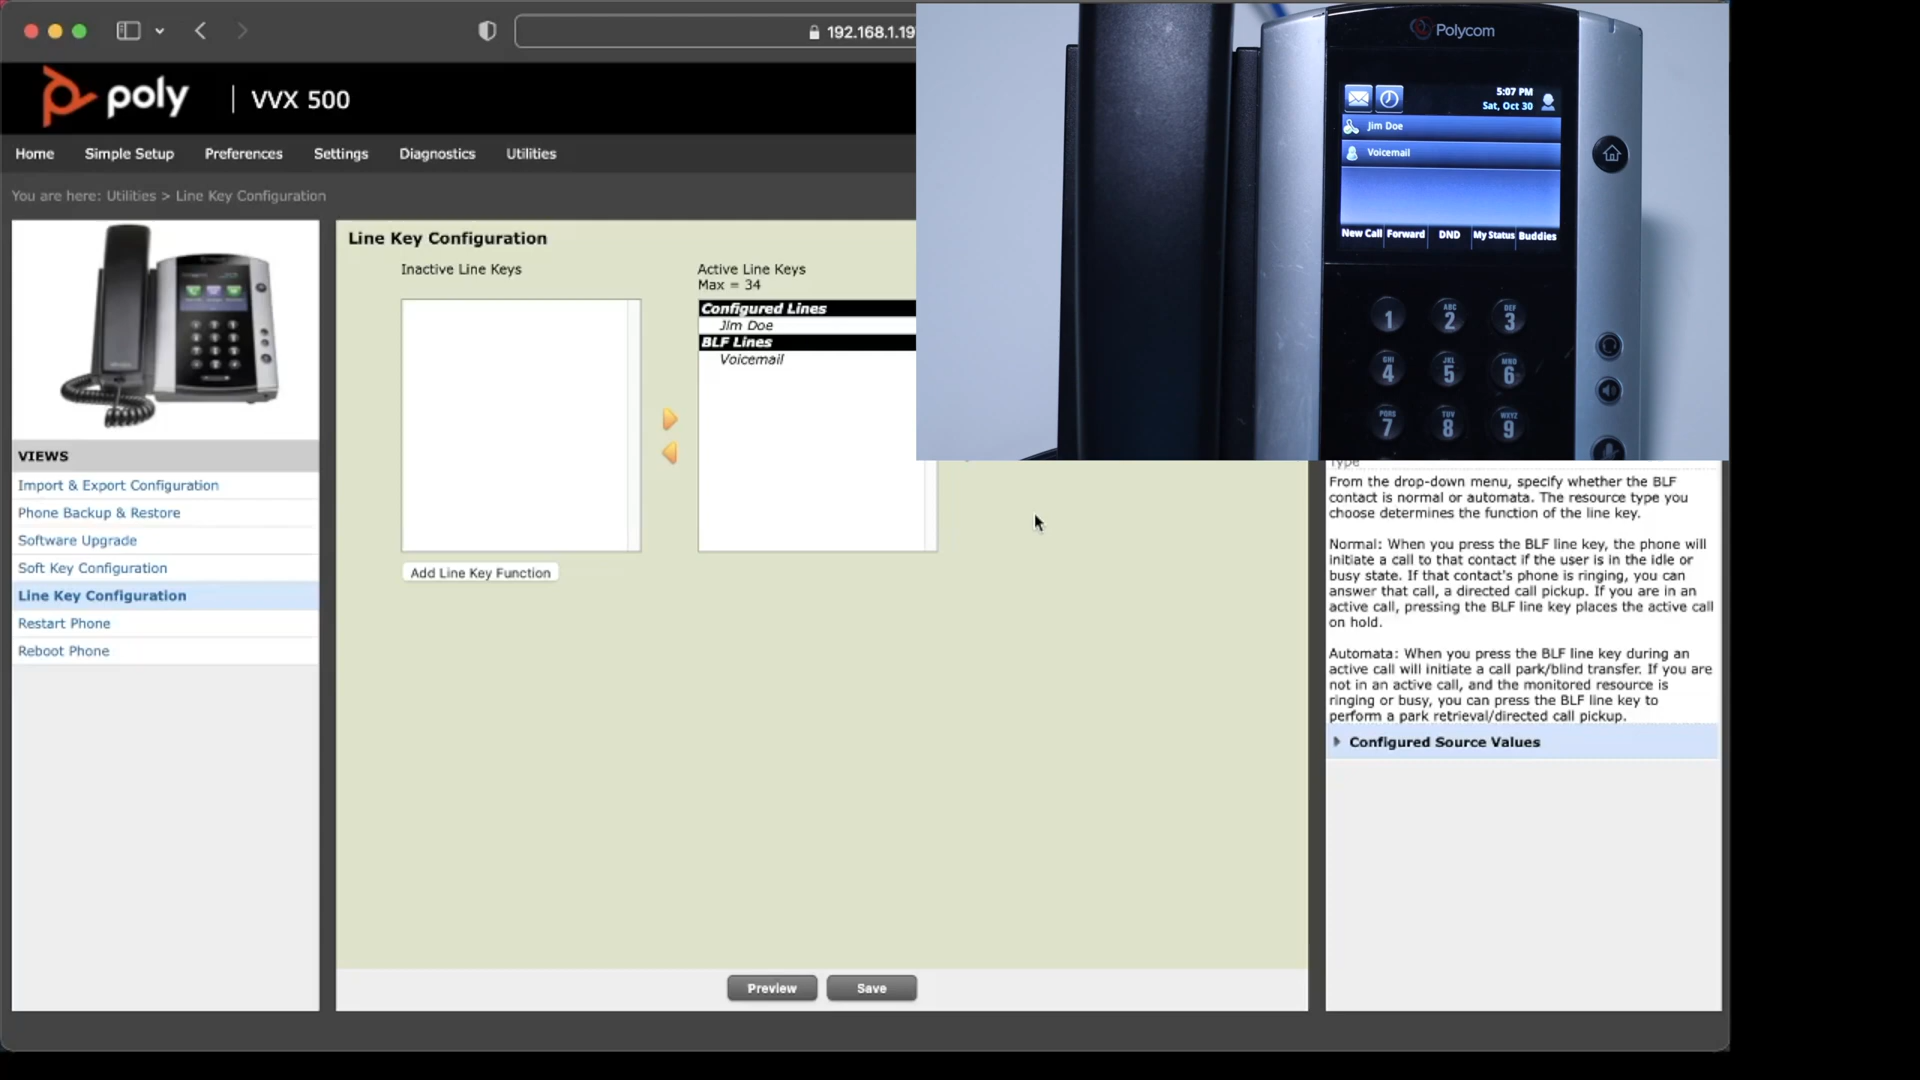 192.168.1.19
poly
VVX 500
Home Simple Setup Preferences Settings Diagnostics Utilities
You are here: Utilities > Line Key Configuration
VIEWS
Import & Export Configuration
Phone Backup & Restore
Software Upgrade
Soft Key Configuration
Line Key Configuration
Restart Phone
Reboot Phone
Line Key Configuration
Inactive Line Keys
Add Line Key Function
Active Line Keys
Max = 34
Configured Lines
Jim Doe
BLF Lines
Voicemail
Preview Save
Polycom
5:07 PM
Sat, Oct 30
Jim Doe
Voicemail
New Call Forward DND My Status Buddies
1 ABC 2 DEF 3
GHI 4 JKL 5 MNO 6
PQRS 7 TUV 8 WXYZ 9
Type
From the drop-down menu, specify whether the BLF
contact is normal or automata. The resource type you
choose determines the function of the line key.
Normal: When you press the BLF line key, the phone will
initiate a call to that contact if the user is in the idle or
busy state. If that contact's phone is ringing, you can
answer that call, a directed call pickup. If you are in an
active call, pressing the BLF line key places the active call
on hold.
Automata: When you press the BLF line key during an
active call will initiate a call park/blind transfer. If you are
not in an active call, and the monitored resource is
ringing or busy, you can press the BLF line key to
perform a park retrieval/directed call pickup.
Configured Source Values